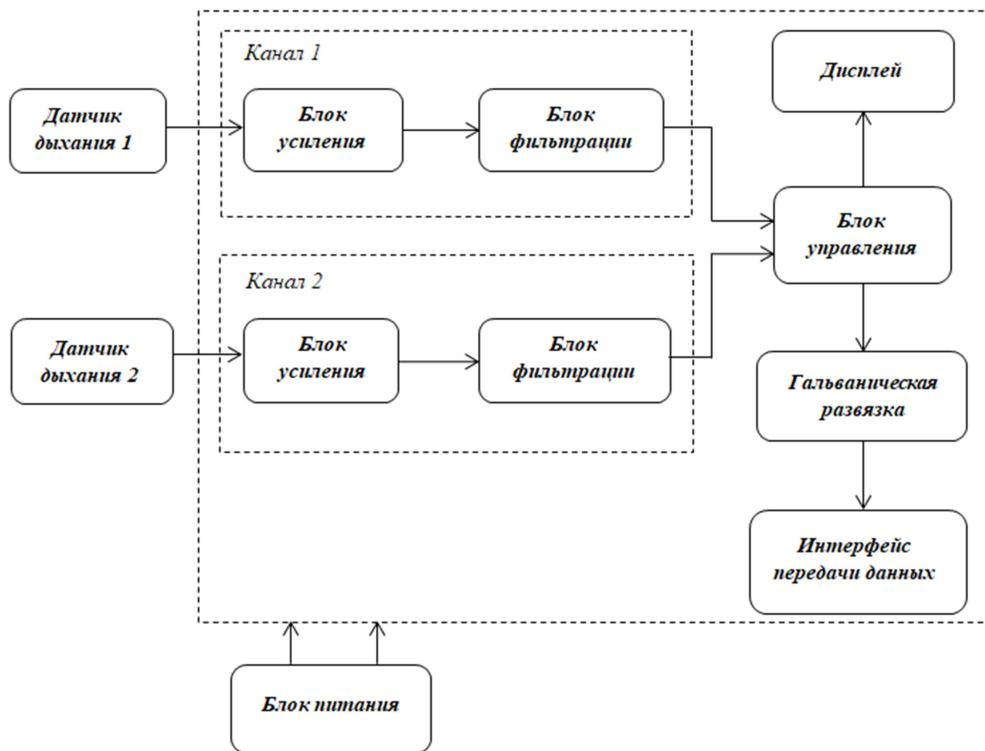 Канал 1
Дисплей
Датчик
дыхания 1
Блок
усиления
Блок
фильтрации
Блок
управления
Канал 2
Датчик
дыхания 2
Блок
усиления
Блок
фильтрации
Гальваническая
развязка
Интерфейс
передачи данных
Блок питания